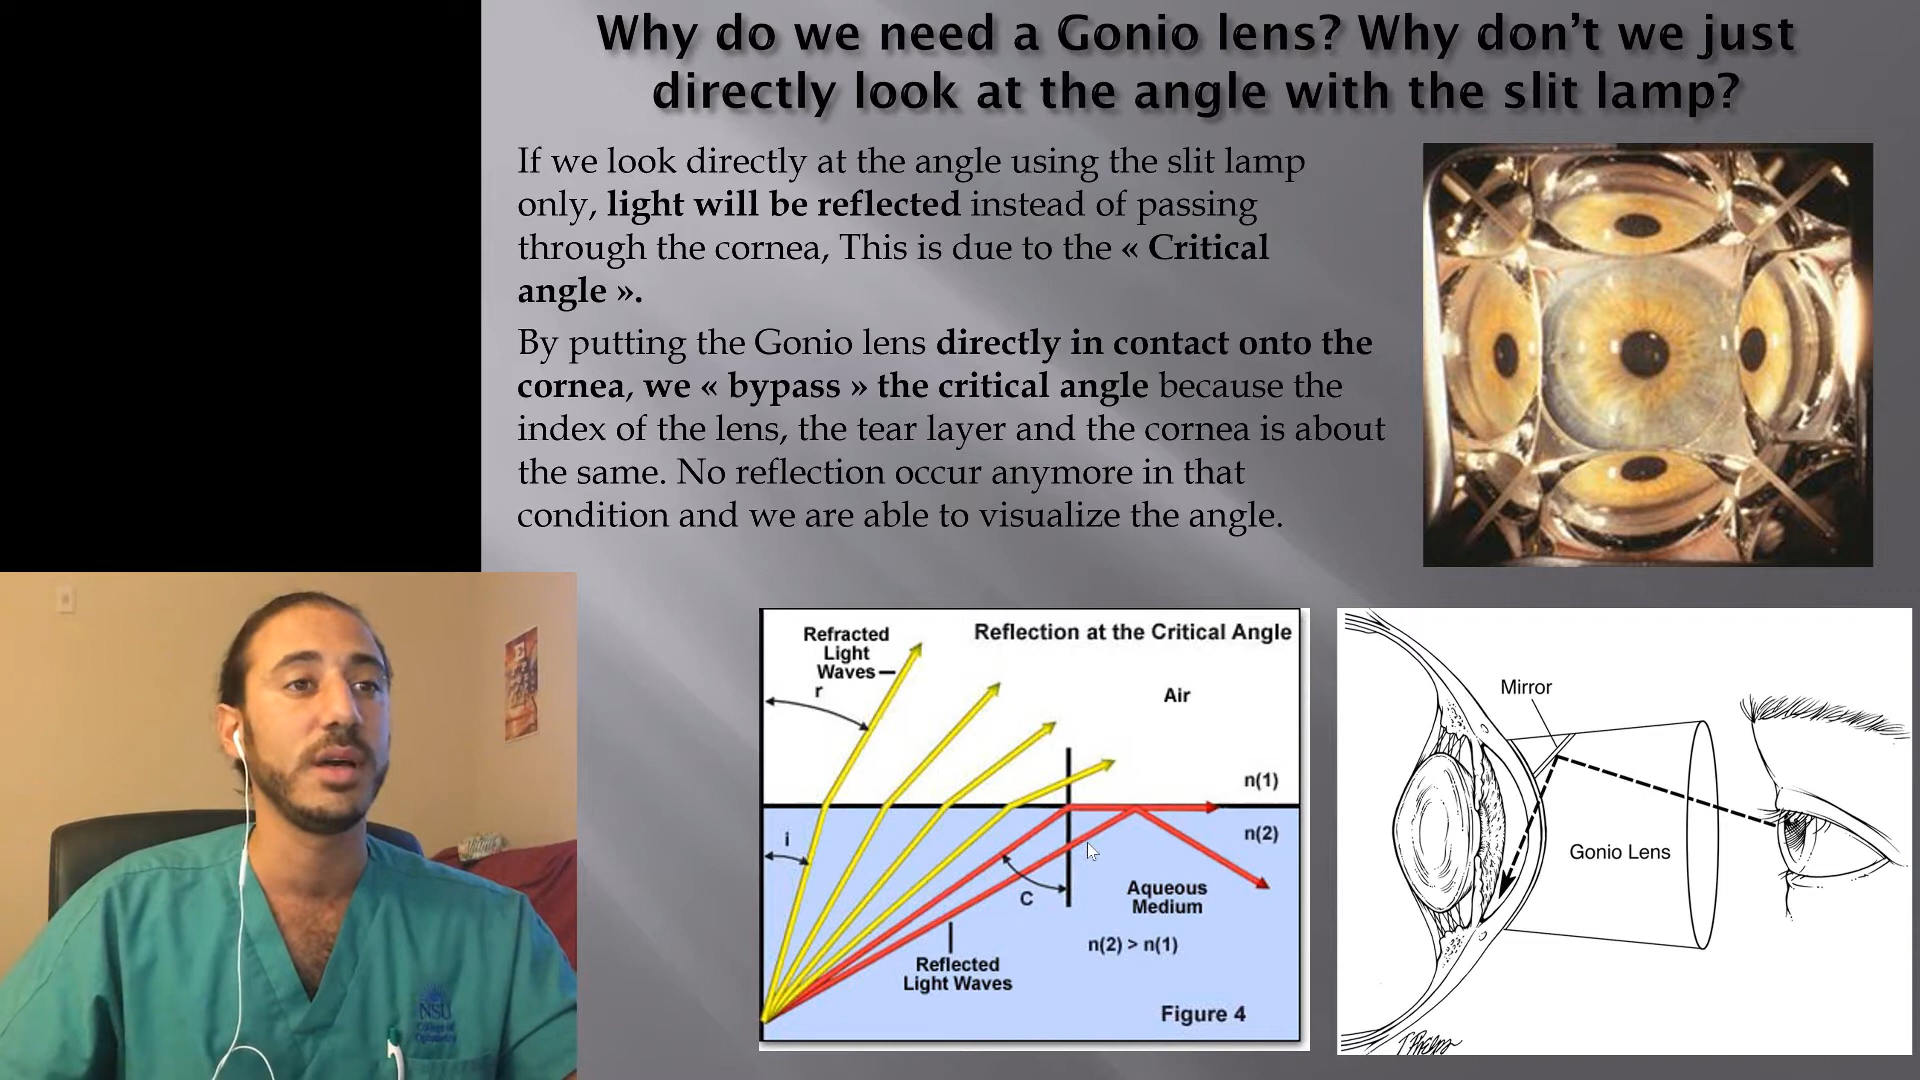 Why do we need a Gonio lens? Why don't we just
directly look at the angle with the slit lamp?
If we look directly at the angle using the slit lamp
only, light will be reflected instead of passing
through the cornea, This is due to the « Critical
angle ».
By putting the Gonio lens directly in contact onto the
cornea, we « bypass » the critical angle because the
index of the lens, the tear layer and the cornea is about
the same. No reflection occur anymore in that
condition and we are able to visualize the angle.
Refracted
Light
Waves
r
Reflection at the Critical Angle
Air
n(1)
n(2)
i
C
Aqueous
Medium
n(2) > n(1)
Reflected
Light Waves
Figure 4
Mirror
Gonio Lens
NSU
College of
Optometry